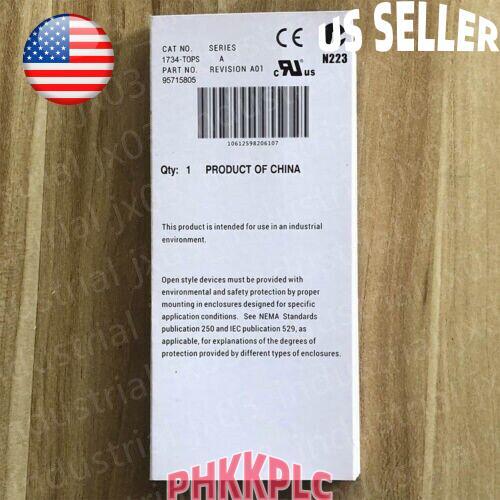 US SELLER
CAT NO. SERIES
1734-TOPS A
PART NO. REVISION A01
95715805
CE
N223
c UR us
10612598206107
Qty: 1 PRODUCT OF CHINA
This product is intended for use in an industrial
environment.
Open style devices must be provided with
environmental and safety protection by proper
mounting in enclosures designed for specific
application conditions. See NEMA Standards
publication 250 and IEC publication 529, as
applicable, for explanations of the degrees of
protection provided by different types of enclosures.
PHKKPLC